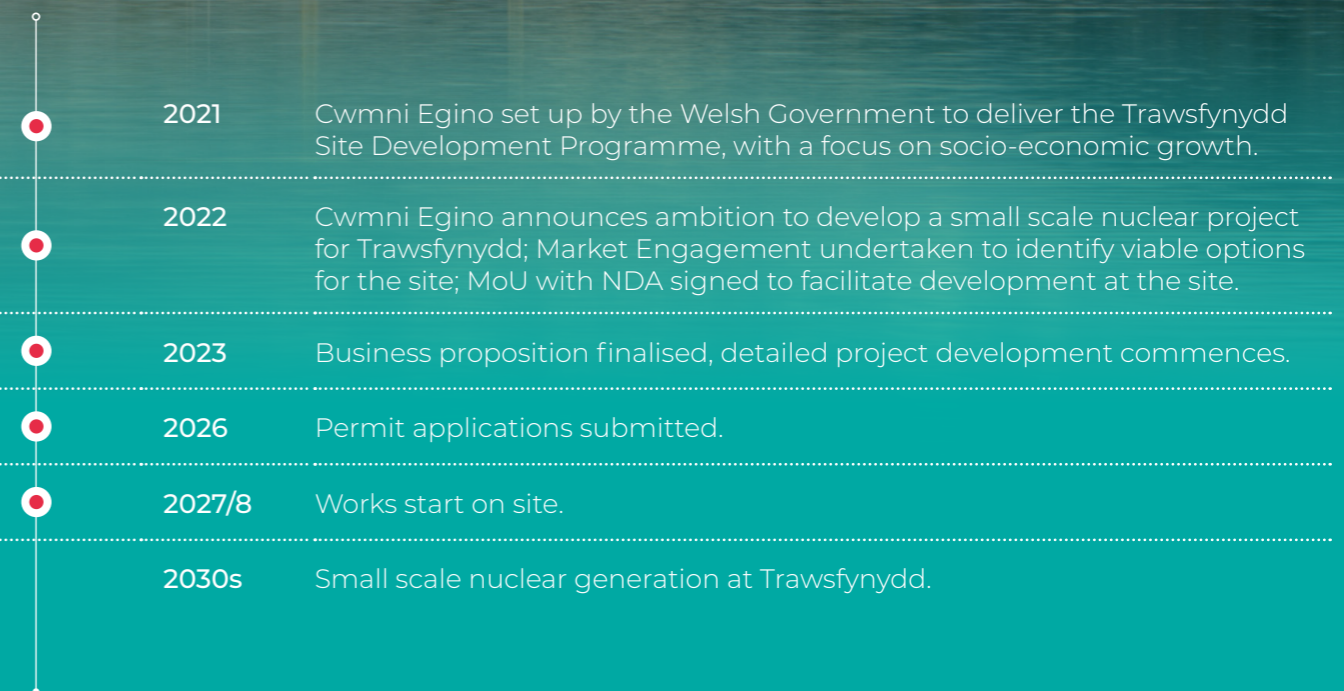 2021 Cwmni Egino set up by the Welsh Government to deliver the Trawsfynydd
Site Development Programme, with a focus on socio-economic growth.
2022 Cwmni Egino announces ambition to develop a small scale nuclear project
for Trawsfynydd; Market Engagement undertaken to identify viable options
for the site; MoU with NDA signed to facilitate development at the site.
2023 Business proposition finalised, detailed project development commences.
2026 Permit applications submitted.
2027/8 Works start on site.
2030s Small scale nuclear generation at Trawsfynydd.